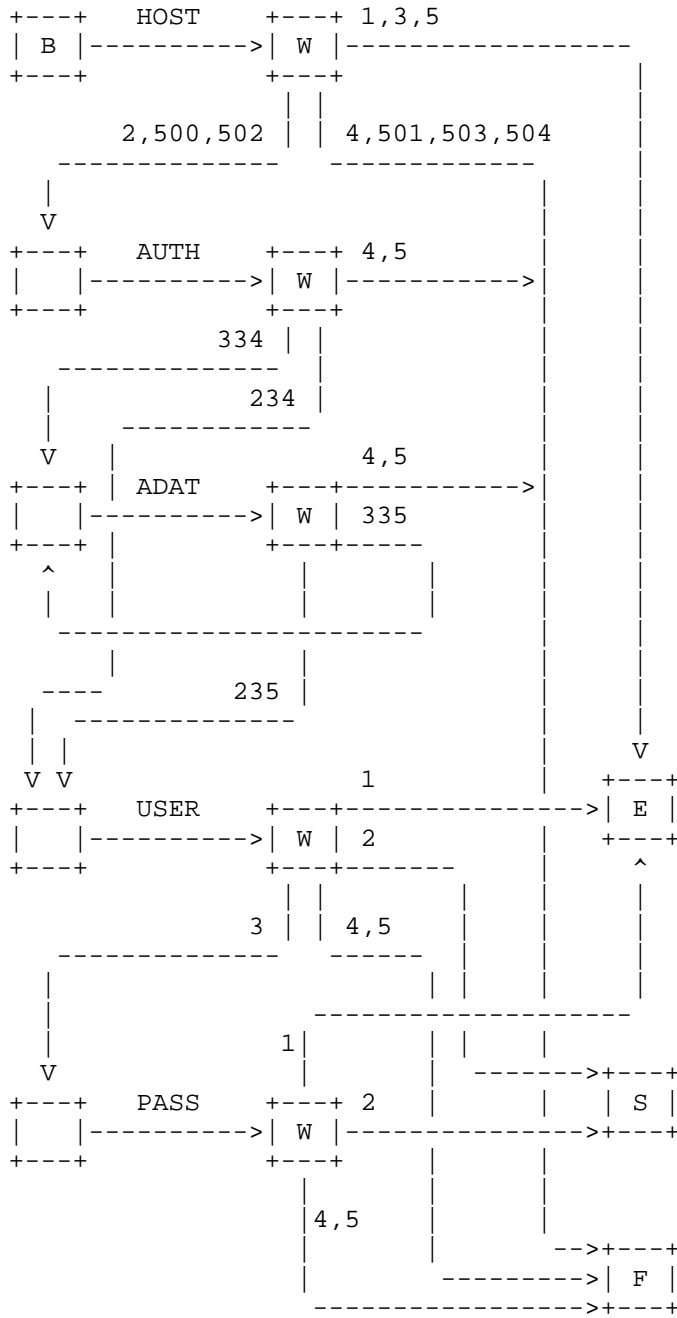 HOST 1,3,5
B W
2,500,502 4,501,503,504
V
AUTH 4,5
W
334
234
V 4,5
ADAT
W 335
235
V V V
1
USER
W 2 E
3 4,5
1
V
PASS 2 S
W
4,5
F